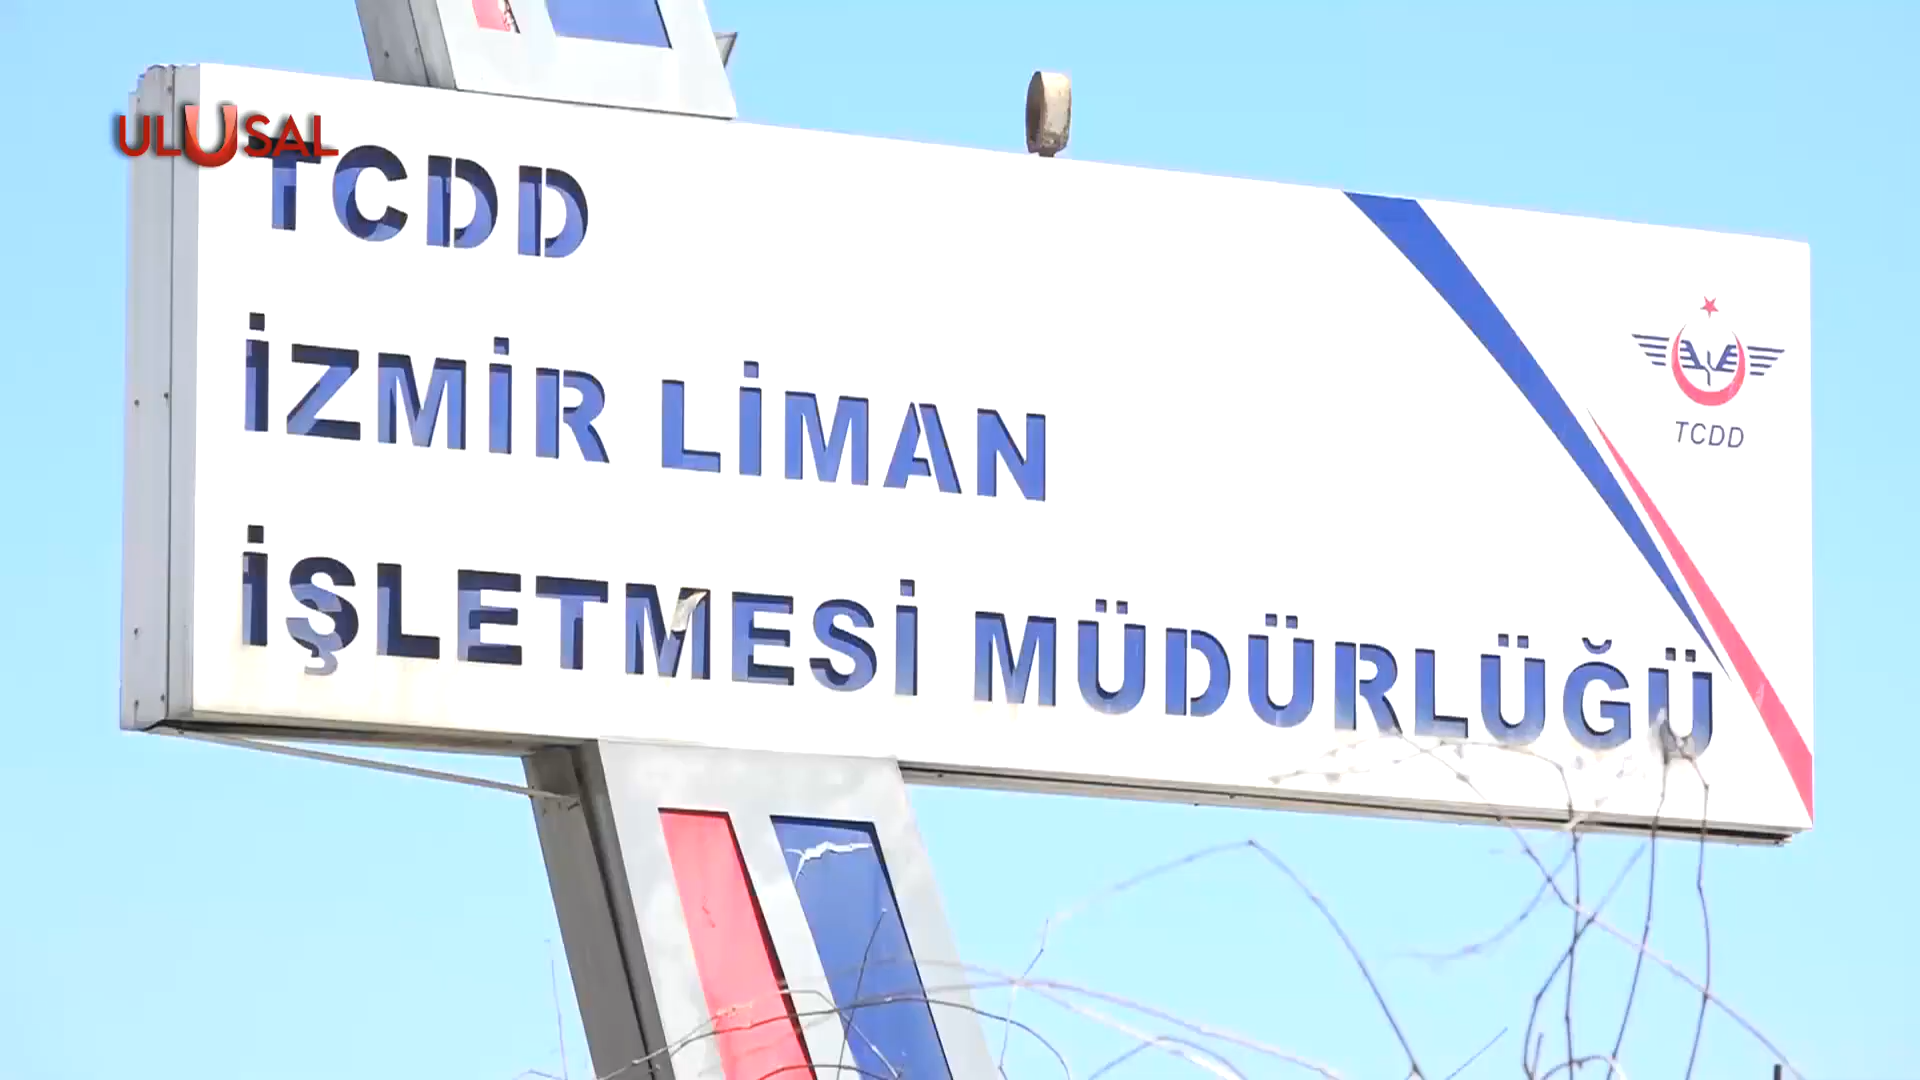 ULUSAL
TCDD
İZMİR LİMAN
İŞLETMESİ MÜDÜRLÜĞÜ
TCDD